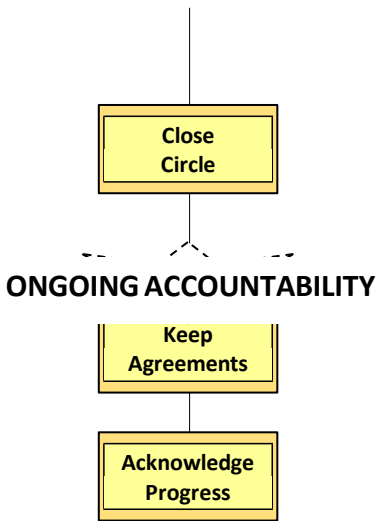 Close
Circle
ONGOING ACCOUNTABILITY
Keep
Agreements
Acknowledge
Progress